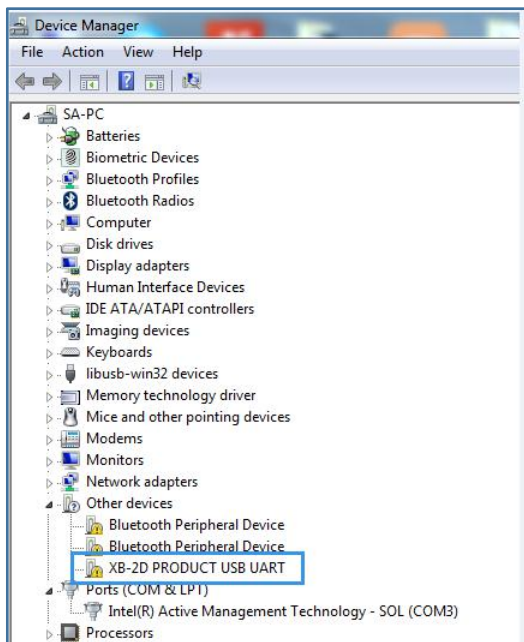 Device Manager
File Action View Help
SA-PC
Batteries
Biometric Devices
Bluetooth Profiles
Bluetooth Radios
Computer
Disk drives
Display adapters
Human Interface Devices
IDE ATA/ATAPI controllers
Imaging devices
Keyboards
libusb-win32 devices
Memory technology driver
Mice and other pointing devices
Modems
Monitors
Network adapters
Other devices
Bluetooth Peripheral Device
Bluetooth Peripheral Device
XB-2D PRODUCT USB UART
Ports (COM & LPT)
Intel(R) Active Management Technology - SOL (COM3)
Processors